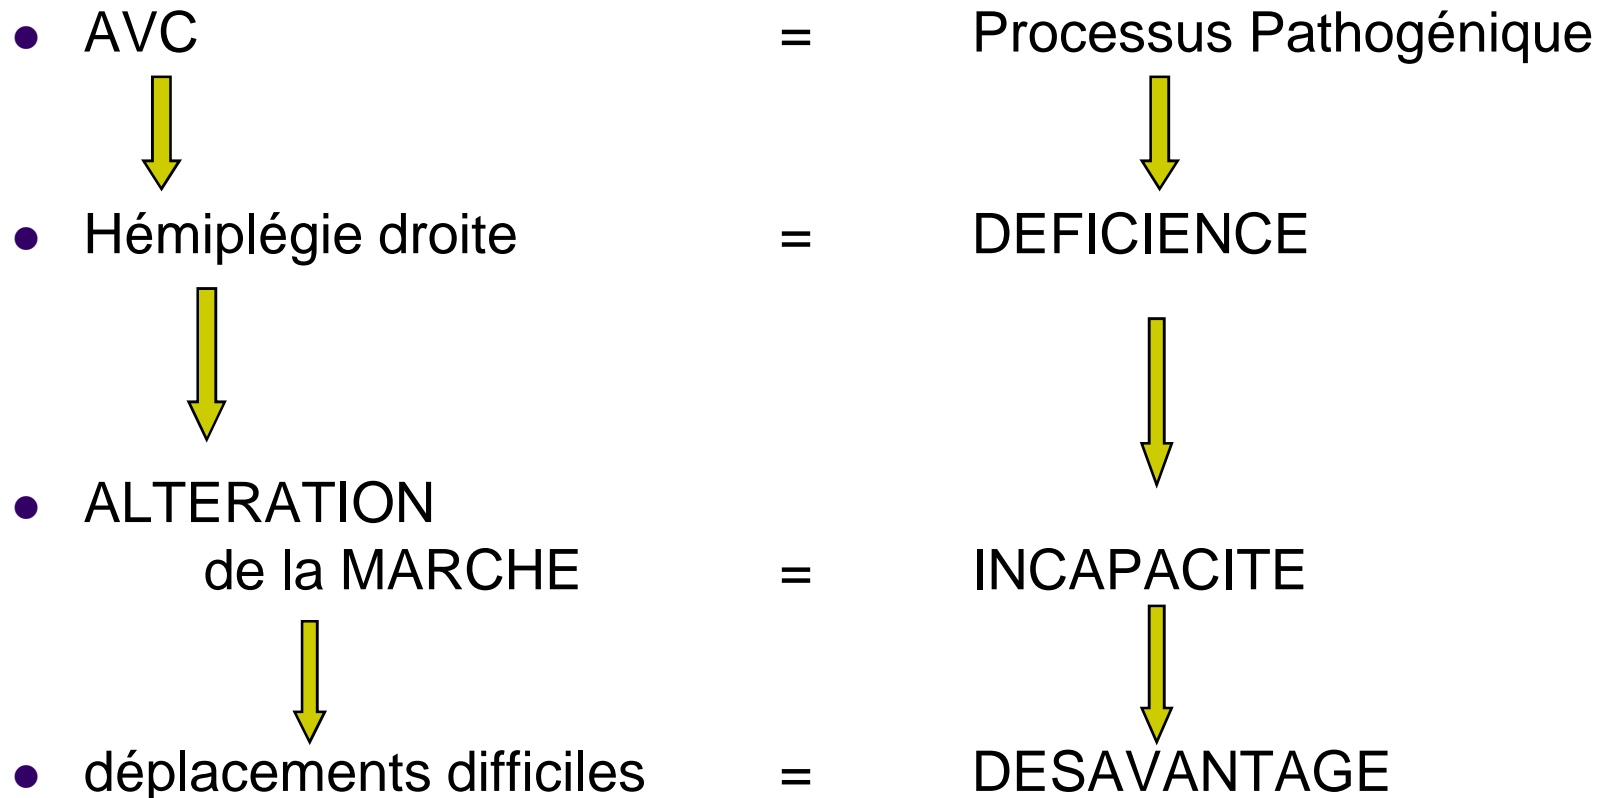 ● AVC = Processus Pathogénique
● Hémiplégie droite = DEFICIENCE
● ALTERATION
de la MARCHE = INCAPACITE
● déplacements difficiles = DESAVANTAGE